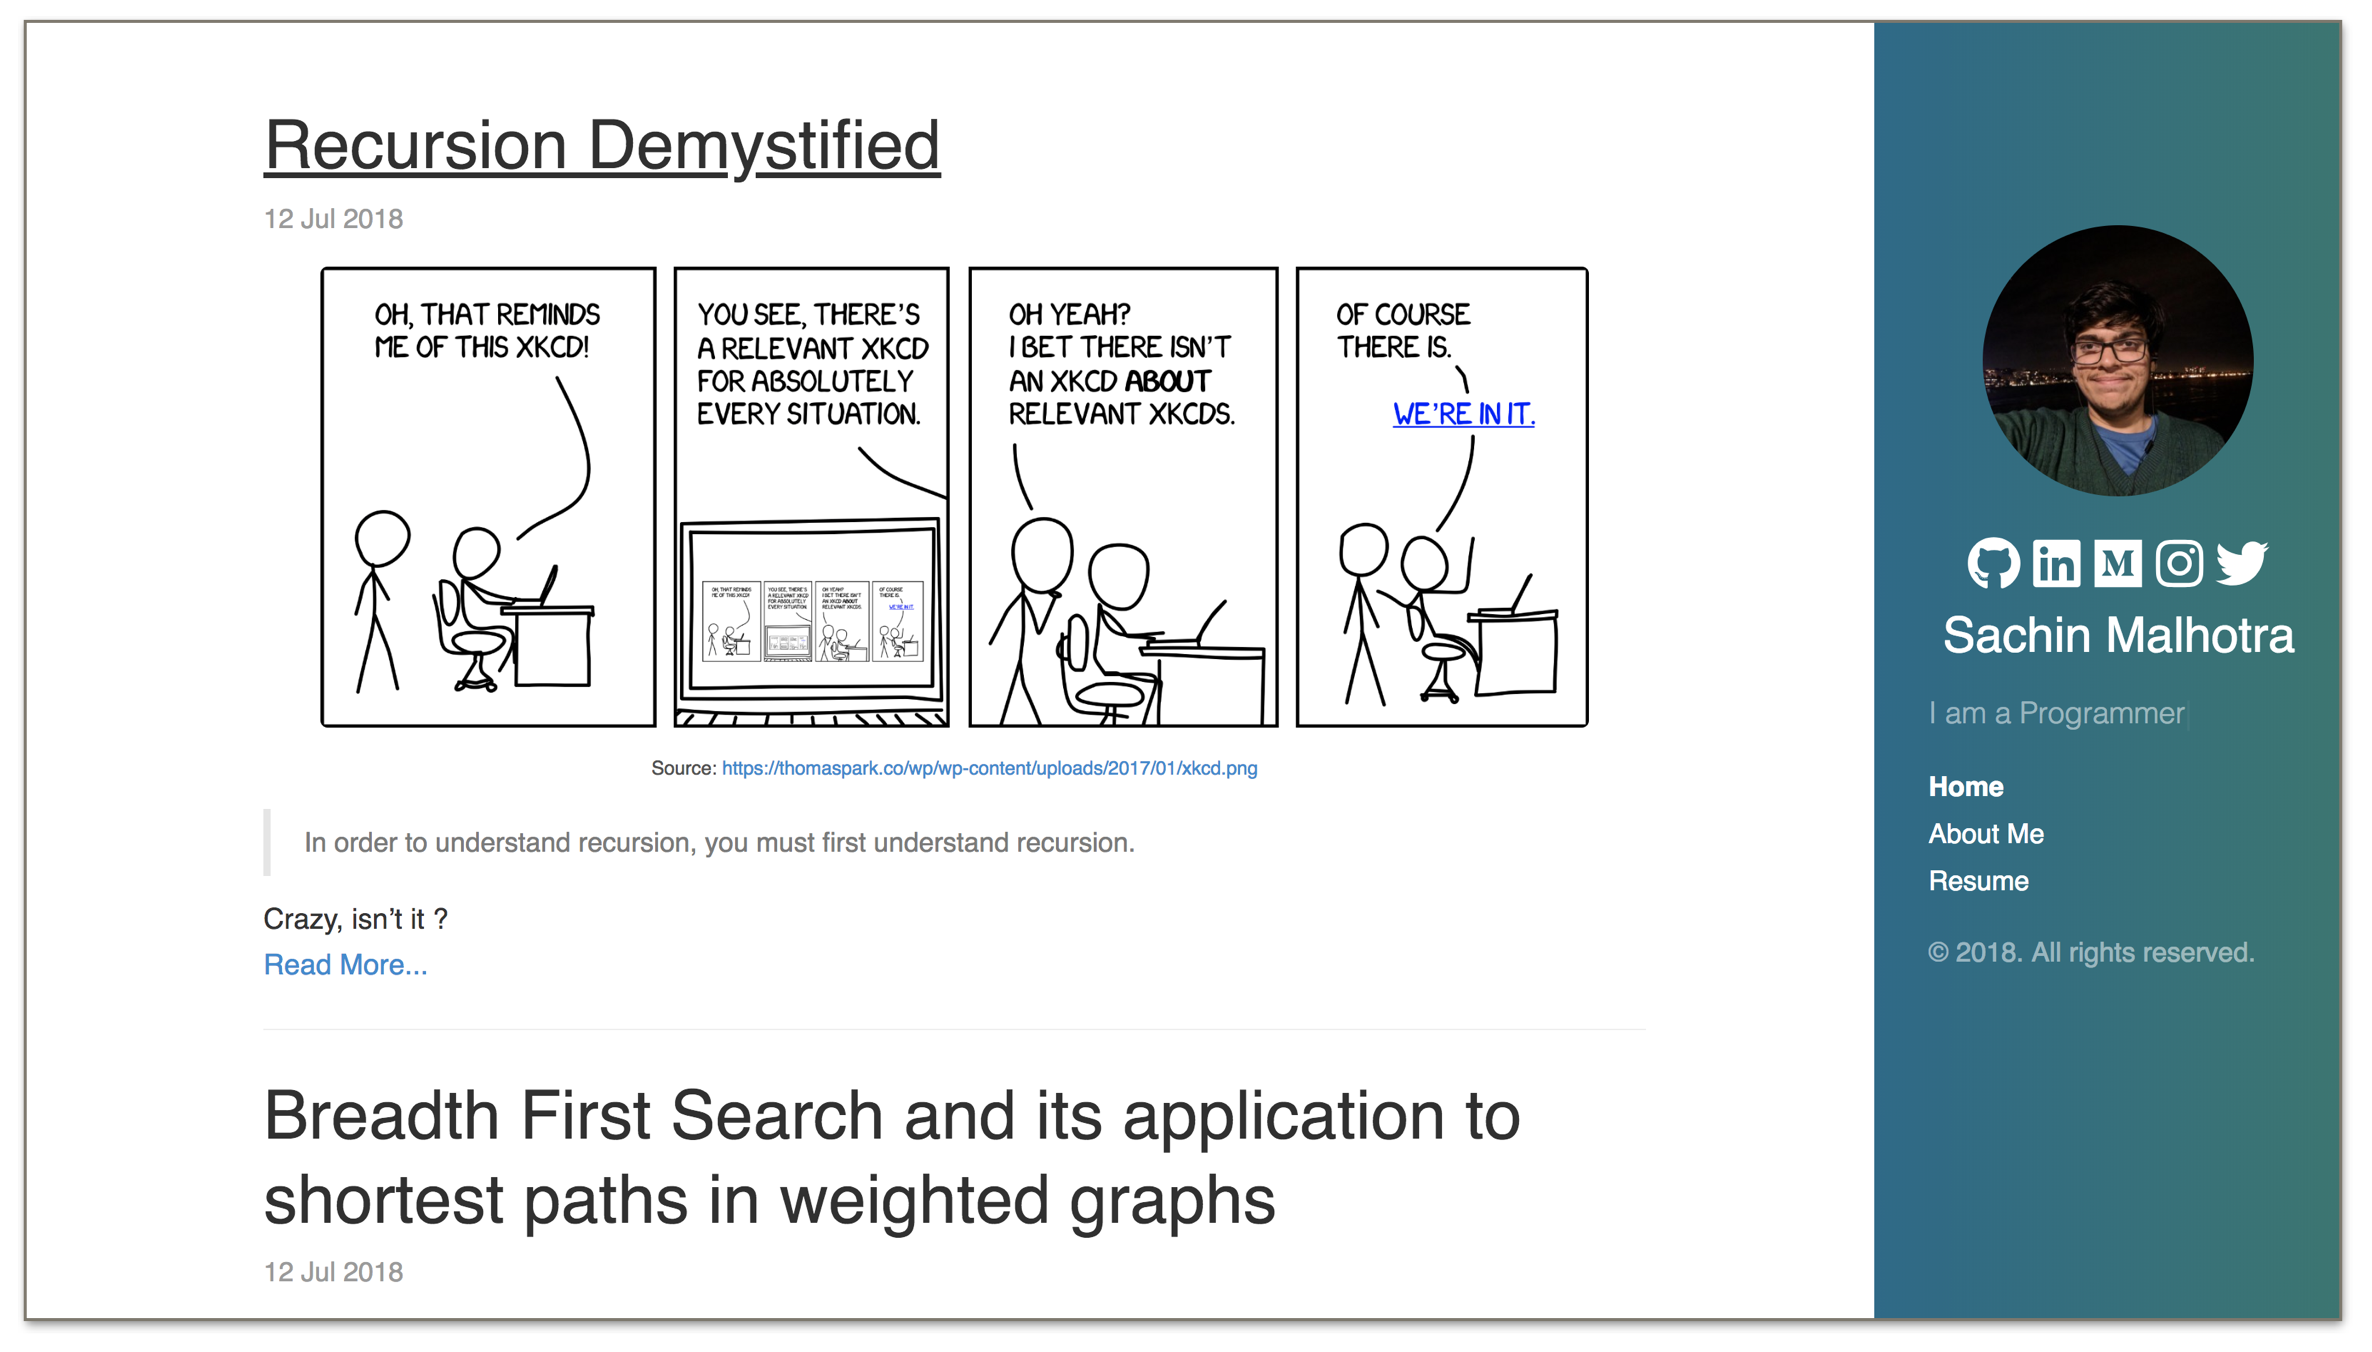 Recursion Demystified
12 Jul 2018
OH, THAT REMINDS
ME OF THIS XKCD!
YOU SEE, THERE'S
A RELEVANT XKCD
FOR ABSOLUTELY
EVERY SITUATION.
OH, THAT REMINDS
ME OF THIS XKCD!
YOU SEE, THERE'S
A RELEVANT XKCD
FOR ABSOLUTELY
EVERY SITUATION.
OH YEAH?
I BET THERE ISN'T
AN XKCD ABOUT
RELEVANT XKCDS.
OF COURSE
THERE IS.
WE'RE IN IT.
OH YEAH?
I BET THERE ISN'T
AN XKCD ABOUT
RELEVANT XKCDS.
OF COURSE
THERE IS.
WE'RE IN IT.
Source: https://thomaspark.co/wp/wp-content/uploads/2017/01/xkcd.png
In order to understand recursion, you must first understand recursion.
Crazy, isn’t it ?
Read More...
Breadth First Search and its application to
shortest paths in weighted graphs
12 Jul 2018
in
M
Sachin Malhotra
I am a Programmer
Home
About Me
Resume
© 2018. All rights reserved.